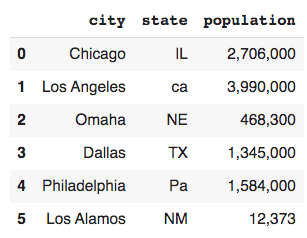 city state population
0 Chicago IL 2,706,000
1 Los Angeles ca 3,990,000
2 Omaha NE 468,300
3 Dallas TX 1,345,000
4 Philadelphia Pa 1,584,000
5 Los Alamos NM 12,373